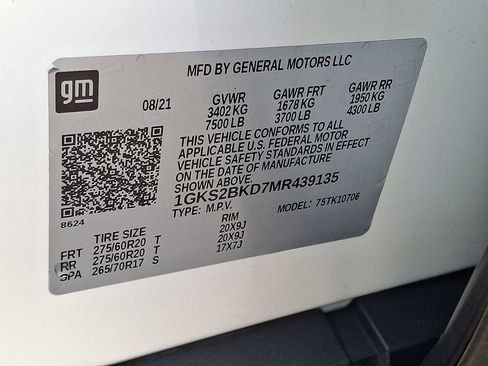 gm
MFD BY GENERAL MOTORS LLC
08/21 GVWR GAWR FRT GAWR RR
3402 KG 1678 KG 1950 KG
7500 LB 3700 LB 4300 LB
THIS VEHICLE CONFORMS TO ALL
APPLICABLE U.S. FEDERAL MOTOR
VEHICLE SAFETY STANDARDS IN EFFECT
ON THE DATE OF MANUFACTURE
SHOWN ABOVE.
1GKS2BKD7MR439135
TYPE: M.P.V. MODEL: 75TK10706
8624
TIRE SIZE RIM
FRT 275/60R20 T 20X9J
RR 275/60R20 T 20X9J
SPA 265/70R17 S 17X7J